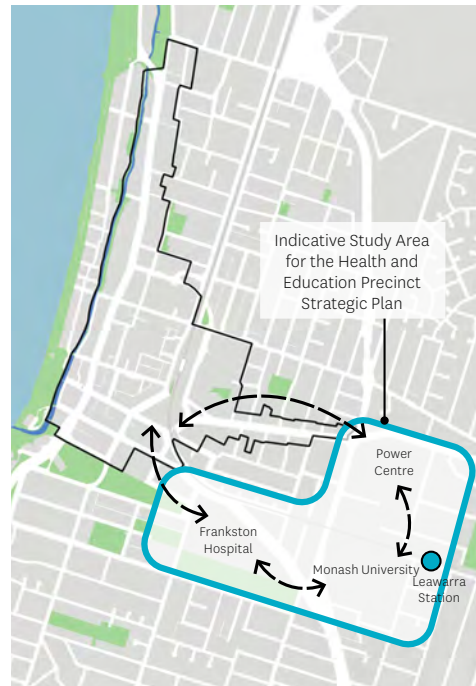 Indicative Study Area
for the Health and
Education Precinct
Strategic Plan
Power
Centre
Frankston
Hospital
Monash University
Leawarra
Station